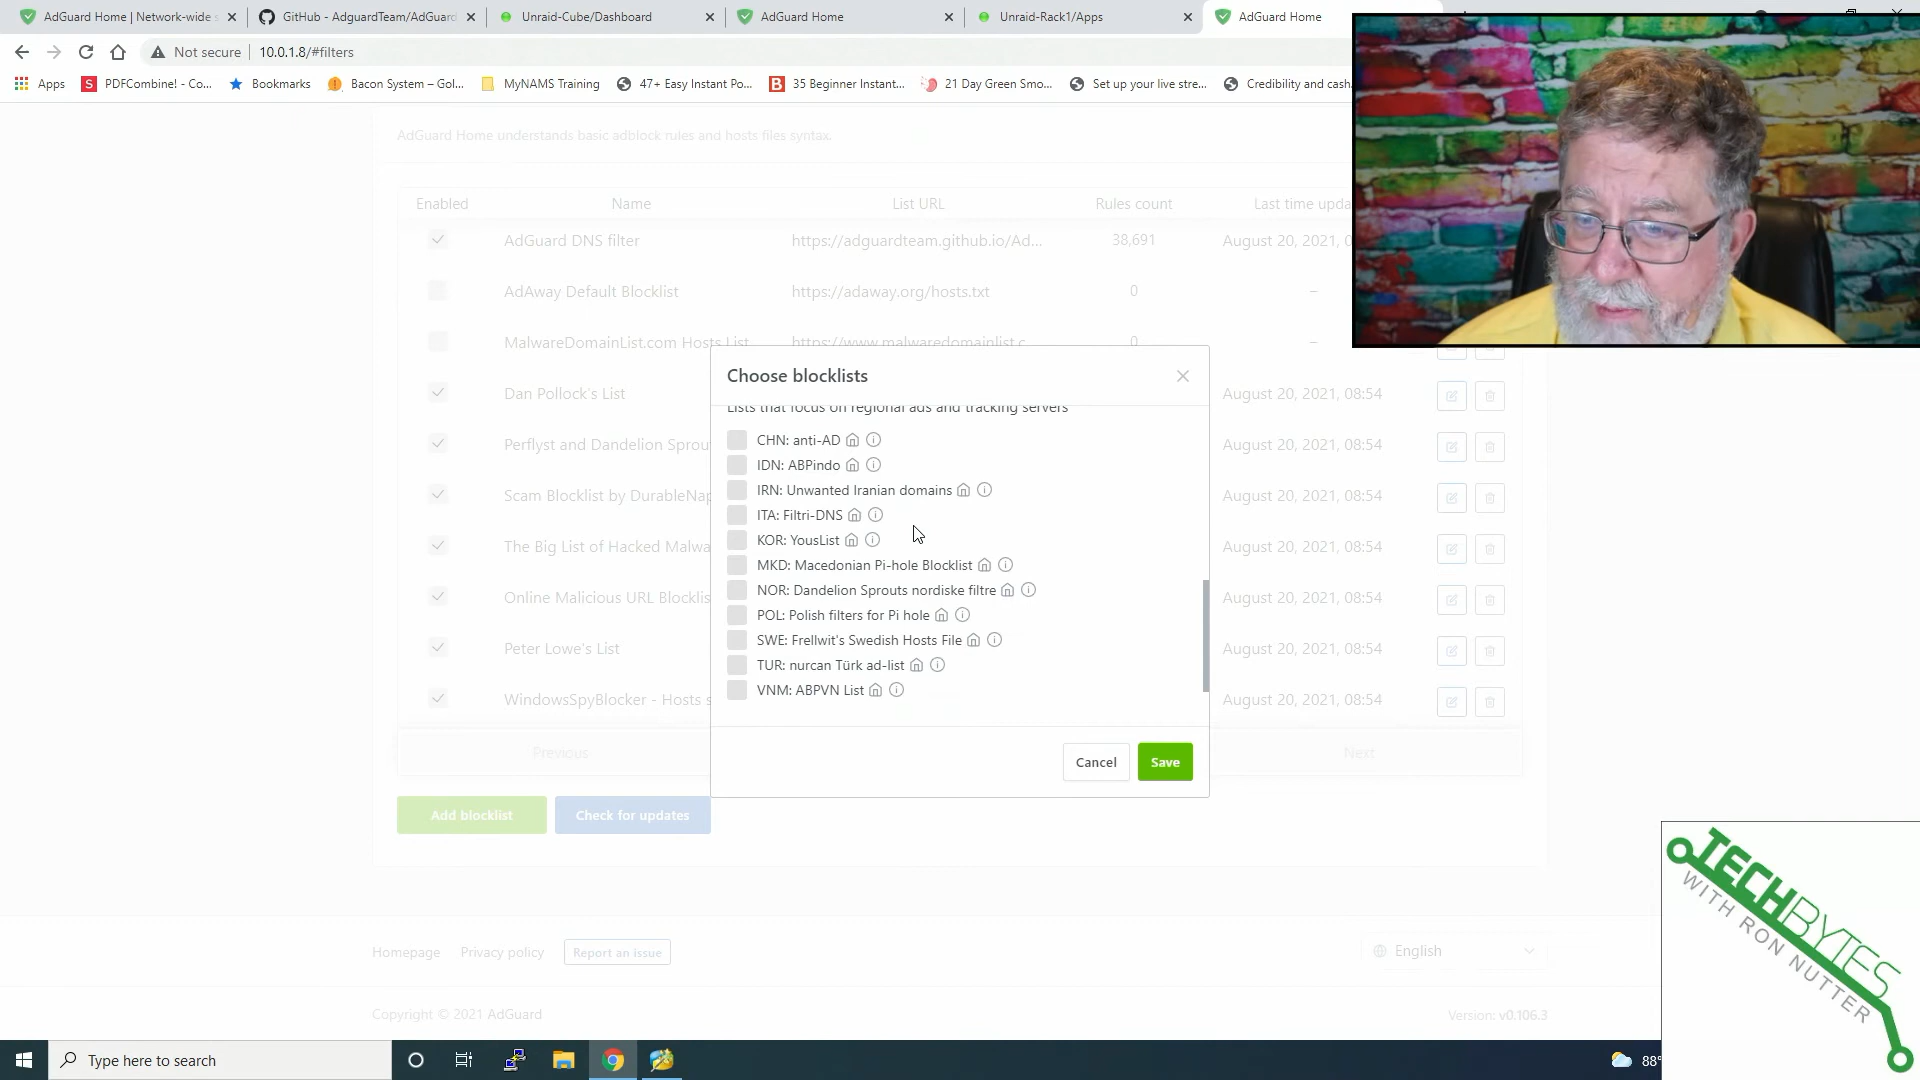 AdGuard Home | Network-wide s
GitHub - AdguardTeam/AdGuard
Unraid-Cube/Dashboard
AdGuard Home
Unraid-Rack1/Apps
AdGuard Home
Not secure
10.0.1.8/#filters
Apps
PDFCombine! - Co...
Bookmarks
Bacon System – Gol...
MyNAMS Training
47+ Easy Instant Po...
35 Beginner Instant...
21 Day Green Smo...
Set up your live stre...
Credibility and cash
AdGuard Home understands basic adblock rules and hosts files syntax.
Enabled Name List URL Rules count Last time upda
AdGuard DNS filter https://adguardteam.github.io/Ad... 38,691 August 20, 2021, 0
AdAway Default Blocklist https://adaway.org/hosts.txt 0 –
MalwareDomainList.com Hosts List https://www.malwaredomainlist.c 0 –
Dan Pollock's List August 20, 2021, 08:54
Perflyst and Dandelion Sprou August 20, 2021, 08:54
Scam Blocklist by DurableNap August 20, 2021, 08:54
The Big List of Hacked Malwa August 20, 2021, 08:54
Online Malicious URL Blocklis August 20, 2021, 08:54
Peter Lowe's List August 20, 2021, 08:54
WindowsSpyBlocker - Hosts s August 20, 2021, 08:54
Previous
Next
Choose blocklists
Lists that focus on regional ads and tracking servers
CHN: anti-AD
IDN: ABPindo
IRN: Unwanted Iranian domains
ITA: Filtri-DNS
KOR: YousList
MKD: Macedonian Pi-hole Blocklist
NOR: Dandelion Sprouts nordiske filtre
POL: Polish filters for Pi hole
SWE: Frellwit's Swedish Hosts File
TUR: nurcan Türk ad-list
VNM: ABPVN List
Cancel
Save
Add blocklist
Check for updates
Homepage
Privacy policy
Report an issue
English
Copyright © 2021 AdGuard
Version: v0.106.3
TECHBYTES
WITH RON NUTTER
Type here to search
88°